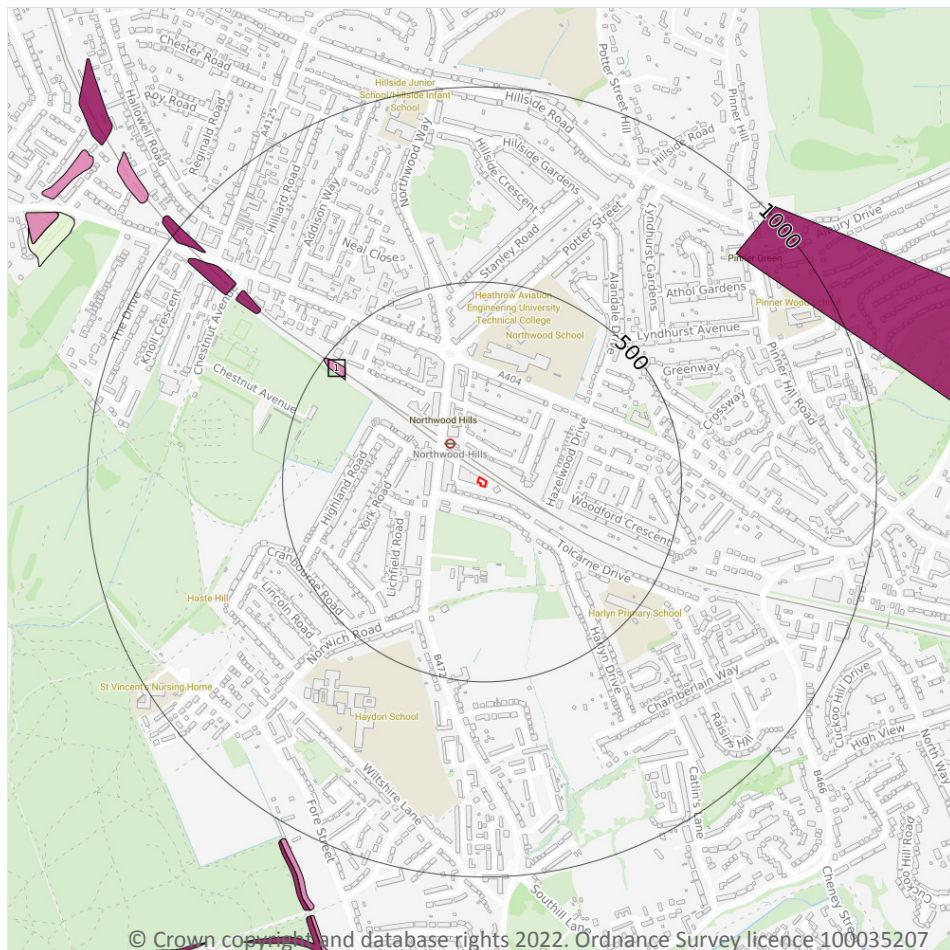 Chester Road
Roy Road
Hallowell Road
Reginald Road
A4125
Hilliard Road
Addison Way
Neal Close
Northwood Way
Hillside Junior
School/Hillside Infant
School
Hillside Road
Hillside Gardens
Hillside Crescent
Potter Street Hill
Pinner Hill
Hillside Road
Stanley Road
Potter Street
Lyndhurst Gardens
Albury Drive
1000
Pinner Green
Athol Gardens
Pinner Wood School
Allandale Drive
Lyndhurst Avenue
Heathrow Aviation
Engineering University
Technical College
Northwood School
500
Greenway
Pinner Hill Road
Crossway
A404
The Drive
Knoll Crescent
Chestnut Avenue
Chestnut Avenue
1
Northwood Hills
Northwood Hills
Hazelwood Drive
Woodford Crescent
Highland Road
York Road
Lichfield Road
Tolcarne Drive
Cranbourne Road
Lincoln Road
Haste Hill
Norwich Road
Harlyn Primary School
Harlyn Drive
B472
St Vincent's Nursing Home
Haydon School
Chamberlain Way
Raisins Hill
Cuckoo Hill Drive
High View
North Way
Wiltshire Lane
Fore Street
Catlin's Lane
B466
Cuckoo Hill Road
Cheney Street
Southill Lane
© Crown copyright and database rights 2022. Ordnance Survey licence 100035207